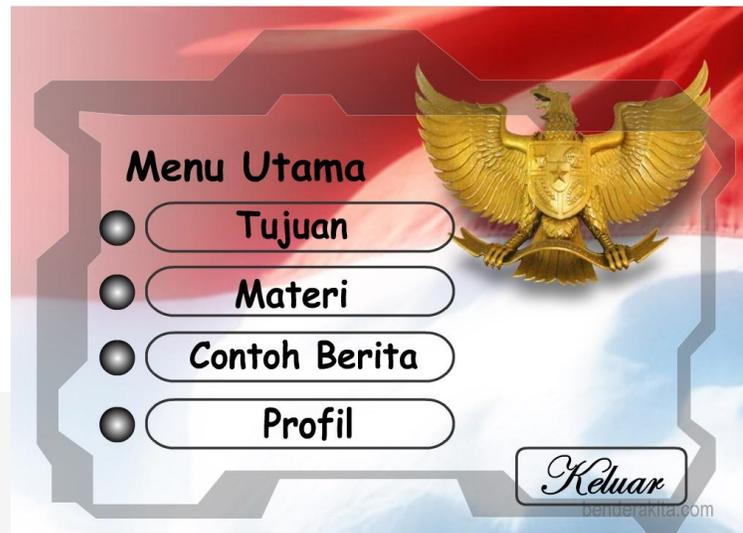 Menu Utama
Tujuan
Materi
Contoh Berita
Profil
Keluar
benderakita.com